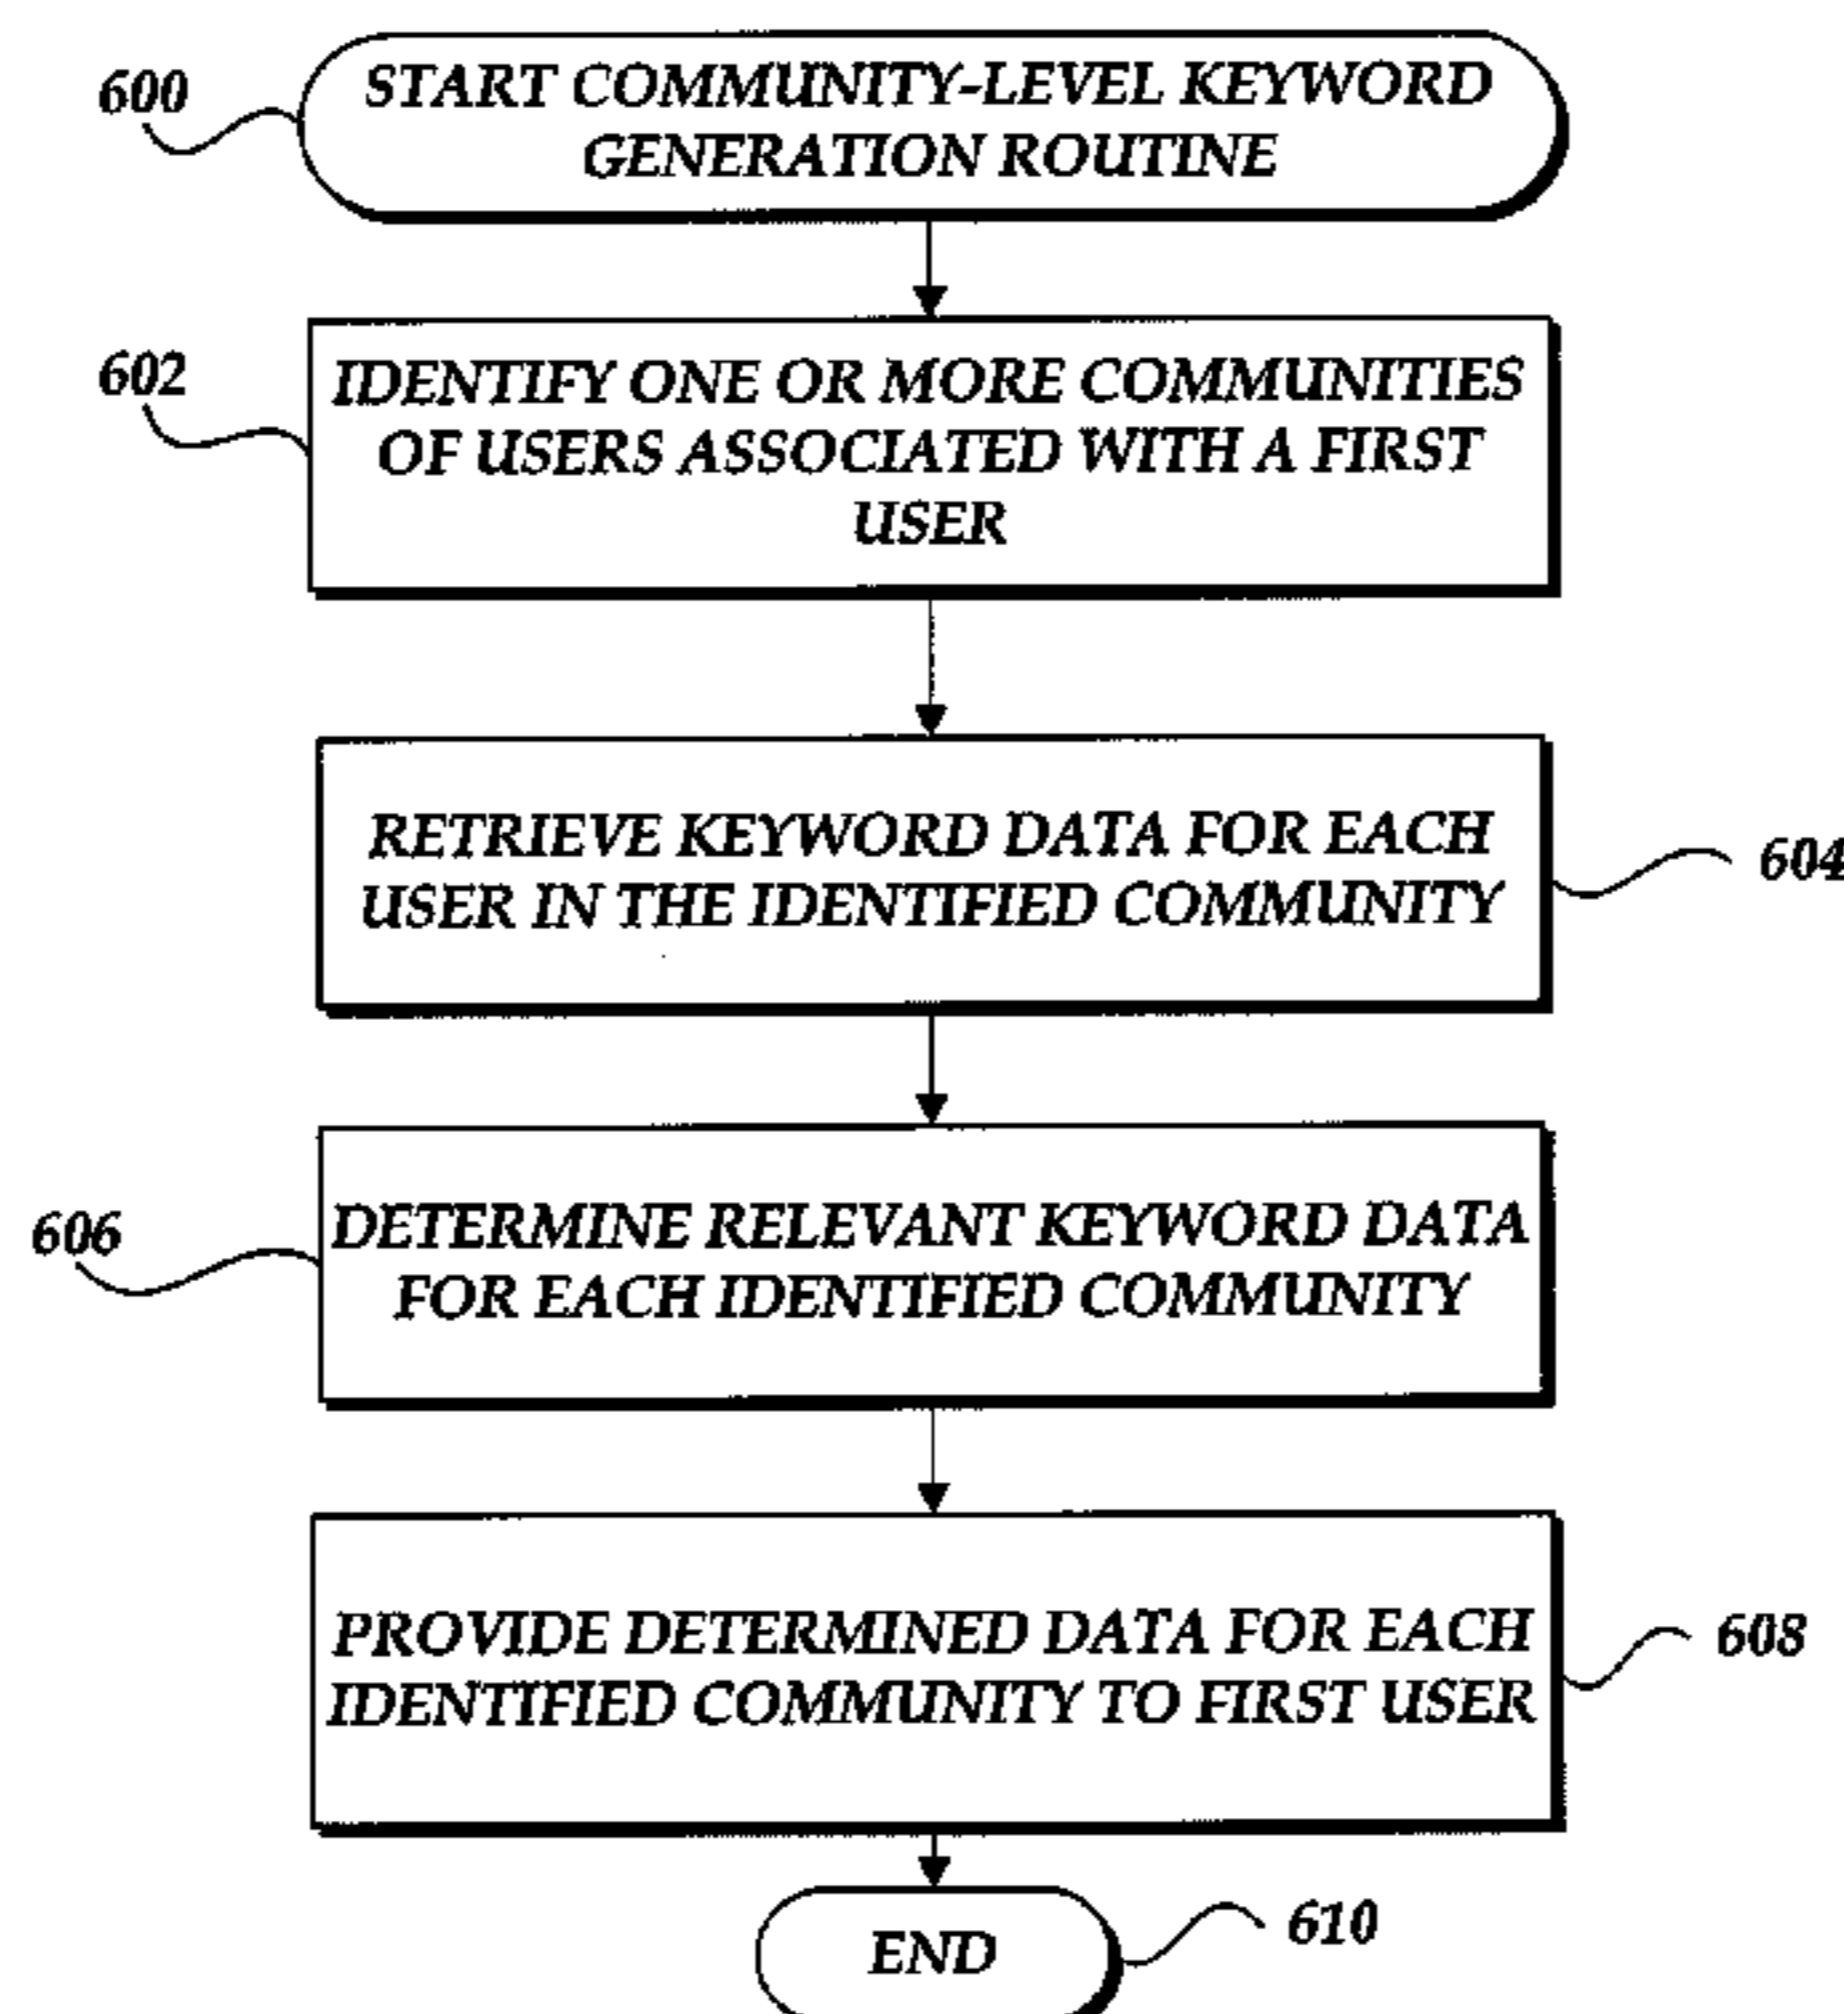 600
START COMMUNITY-LEVEL KEYWORD
GENERATION ROUTINE
602
IDENTIFY ONE OR MORE COMMUNITIES
OF USERS ASSOCIATED WITH A FIRST
USER
RETRIEVE KEYWORD DATA FOR EACH
USER IN THE IDENTIFIED COMMUNITY
604
606
DETERMINE RELEVANT KEYWORD DATA
FOR EACH IDENTIFIED COMMUNITY
PROVIDE DETERMINED DATA FOR EACH
IDENTIFIED COMMUNITY TO FIRST USER
608
END
610